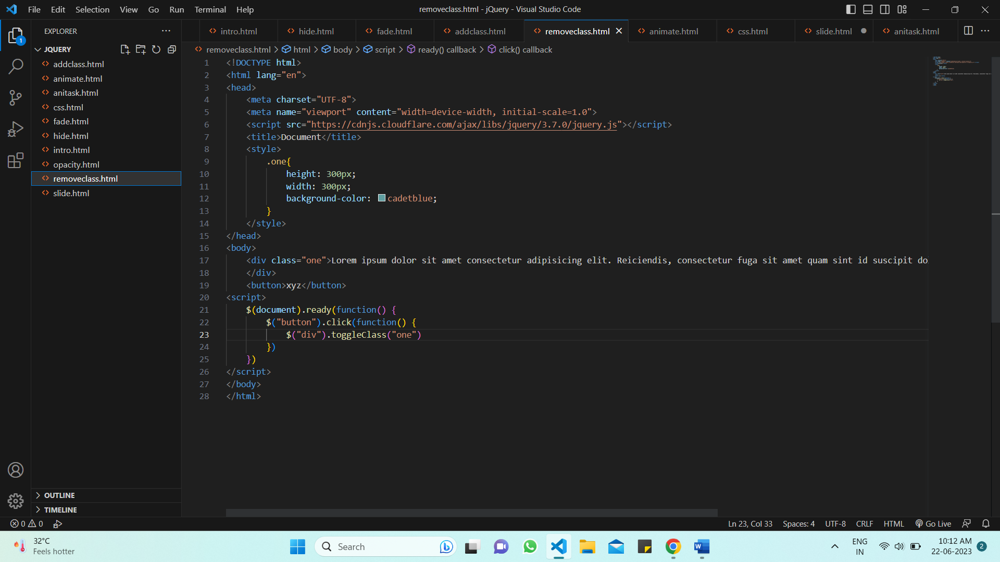 File Edit Selection View Go Run Terminal Help
removeclass.html - jQuery - Visual Studio Code
EXPLORER
intro.html
hide.html
fade.html
addclass.html
removeclass.html
animate.html
css.html
slide.html
anitask.html
1
JQUERY
removeclass.html > html > body > script > ready() callback > click() callback
addclass.html
animate.html
anitask.html
css.html
fade.html
hide.html
intro.html
opacity.html
removeclass.html
slide.html
1 <!DOCTYPE html>
2 <html lang="en">
3 <head>
4     <meta charset="UTF-8">
5     <meta name="viewport" content="width=device-width, initial-scale=1.0">
6     <script src="https://cdnjs.cloudflare.com/ajax/libs/jquery/3.7.0/jquery.js"></script>
7     <title>Document</title>
8     <style>
9         .one{
10             height: 300px;
11             width: 300px;
12             background-color: cadetblue;
13         }
14     </style>
15 </head>
16 <body>
17     <div class="one">Lorem ipsum dolor sit amet consectetur adipisicing elit. Reiciendis, consectetur fuga sit amet quam sint id suscipit do
18     </div>
19     <button>xyz</button>
20 <script>
21     $(document).ready(function() {
22         $("button").click(function() {
23             $("div").toggleClass("one")
24         })
25     })
26 </script>
27 </body>
28 </html>
OUTLINE
TIMELINE
0 0
Ln 23, Col 33 Spaces: 4 UTF-8 CRLF HTML Go Live
32°C
Feels hotter
Search
ENG
IN
10:12 AM
22-06-2023
2